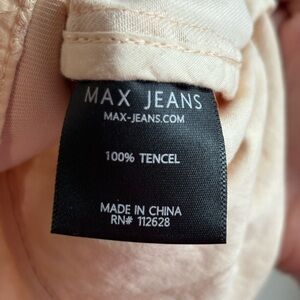 MAX JEANS
MAX-JEANS.COM
100% TENCEL
MADE IN CHINA
RN# 112628